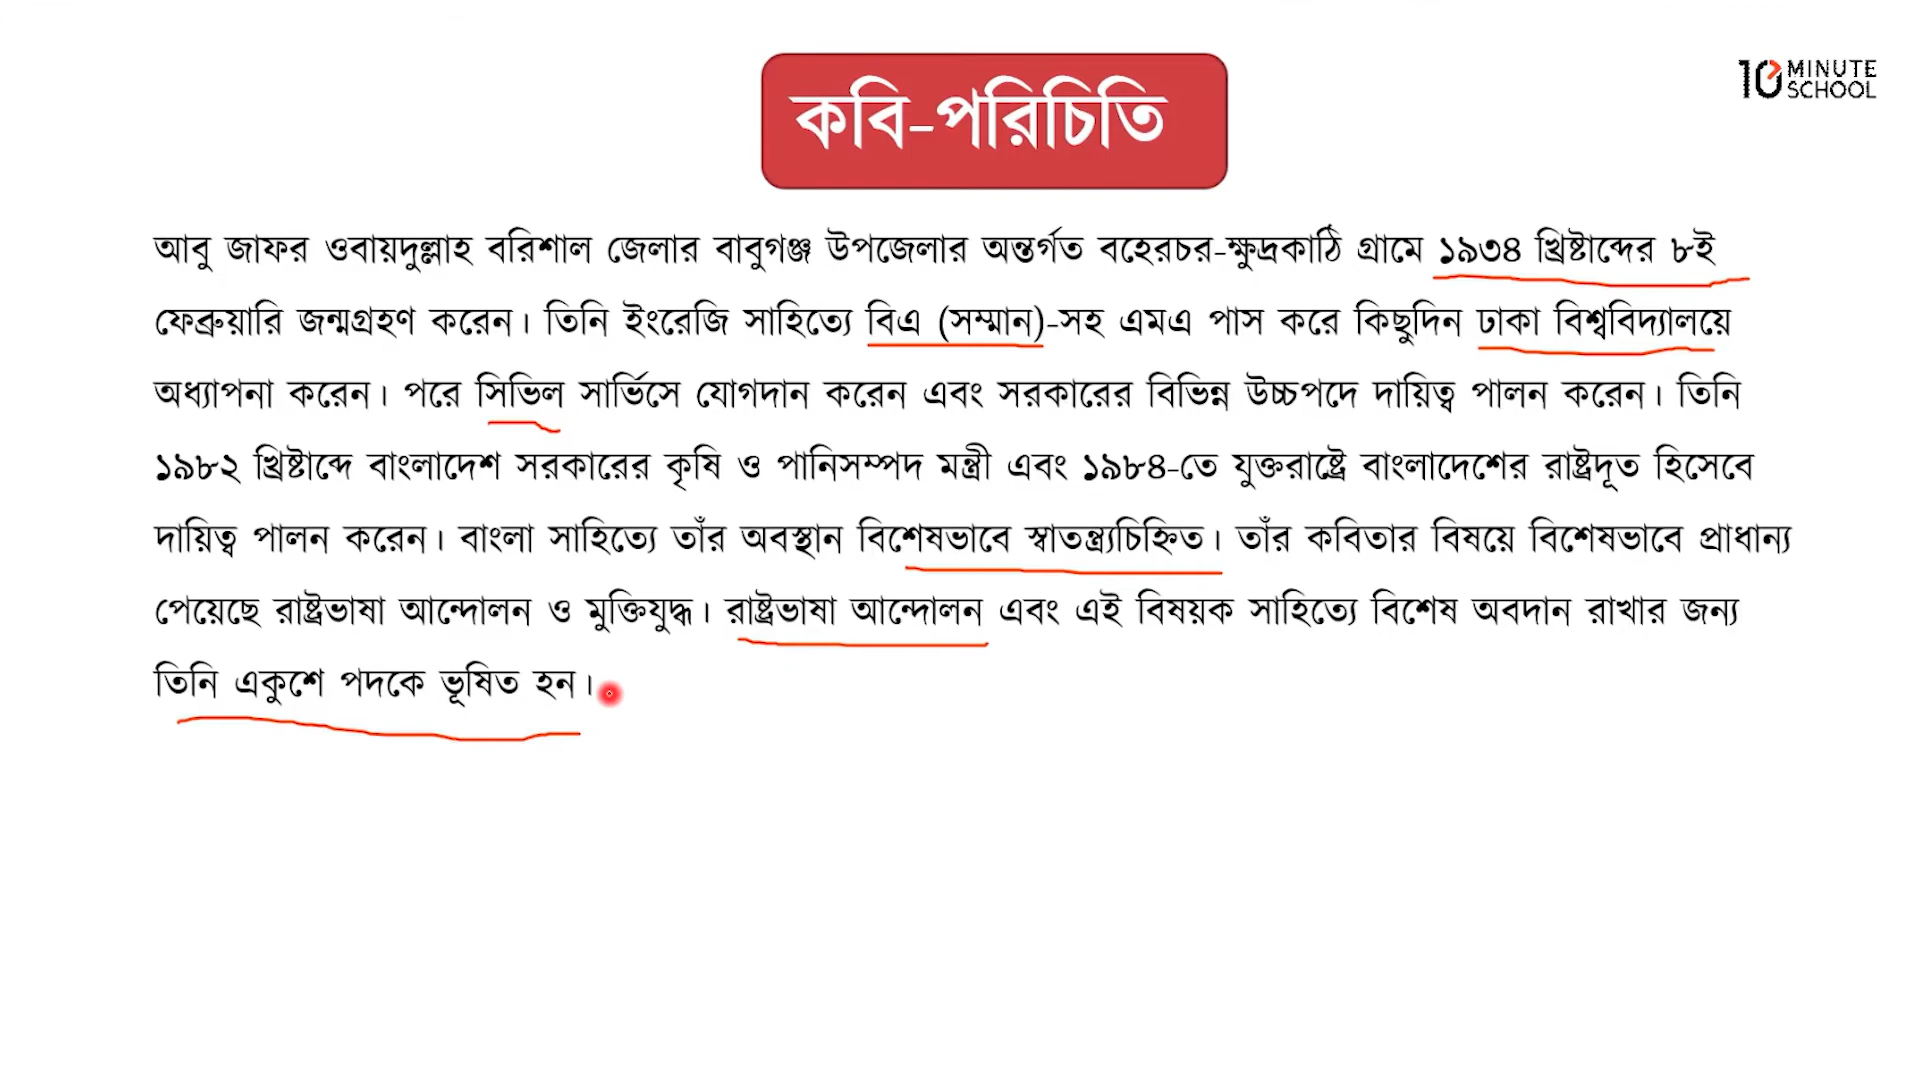 কবি-পরিচিতি
10 MINUTE SCHOOL
আবু জাফর ওবায়দুল্লাহ বরিশাল জেলার বাবুগঞ্জ উপজেলার অন্তর্গত বহেরচর-ক্ষুদ্রকাঠি গ্রামে ১৯৩৪ খ্রিষ্টাব্দের ৮ই
ফেব্রুয়ারি জন্মগ্রহণ করেন। তিনি ইংরেজি সাহিত্যে বিএ (সম্মান)-সহ এমএ পাস করে কিছুদিন ঢাকা বিশ্ববিদ্যালয়ে
অধ্যাপনা করেন। পরে সিভিল সার্ভিসে যোগদান করেন এবং সরকারের বিভিন্ন উচ্চপদে দায়িত্ব পালন করেন। তিনি
১৯৮২ খ্রিষ্টাব্দে বাংলাদেশ সরকারের কৃষি ও পানিসম্পদ মন্ত্রী এবং ১৯৮৪-তে যুক্তরাষ্ট্রে বাংলাদেশের রাষ্ট্রদূত হিসেবে
দায়িত্ব পালন করেন। বাংলা সাহিত্যে তাঁর অবস্থান বিশেষভাবে স্বাতন্ত্র্যচিহ্নিত। তাঁর কবিতার বিষয়ে বিশেষভাবে প্রাধান্য
পেয়েছে রাষ্ট্রভাষা আন্দোলন ও মুক্তিযুদ্ধ। রাষ্ট্রভাষা আন্দোলন এবং এই বিষয়ক সাহিত্যে বিশেষ অবদান রাখার জন্য
তিনি একুশে পদকে ভূষিত হন।